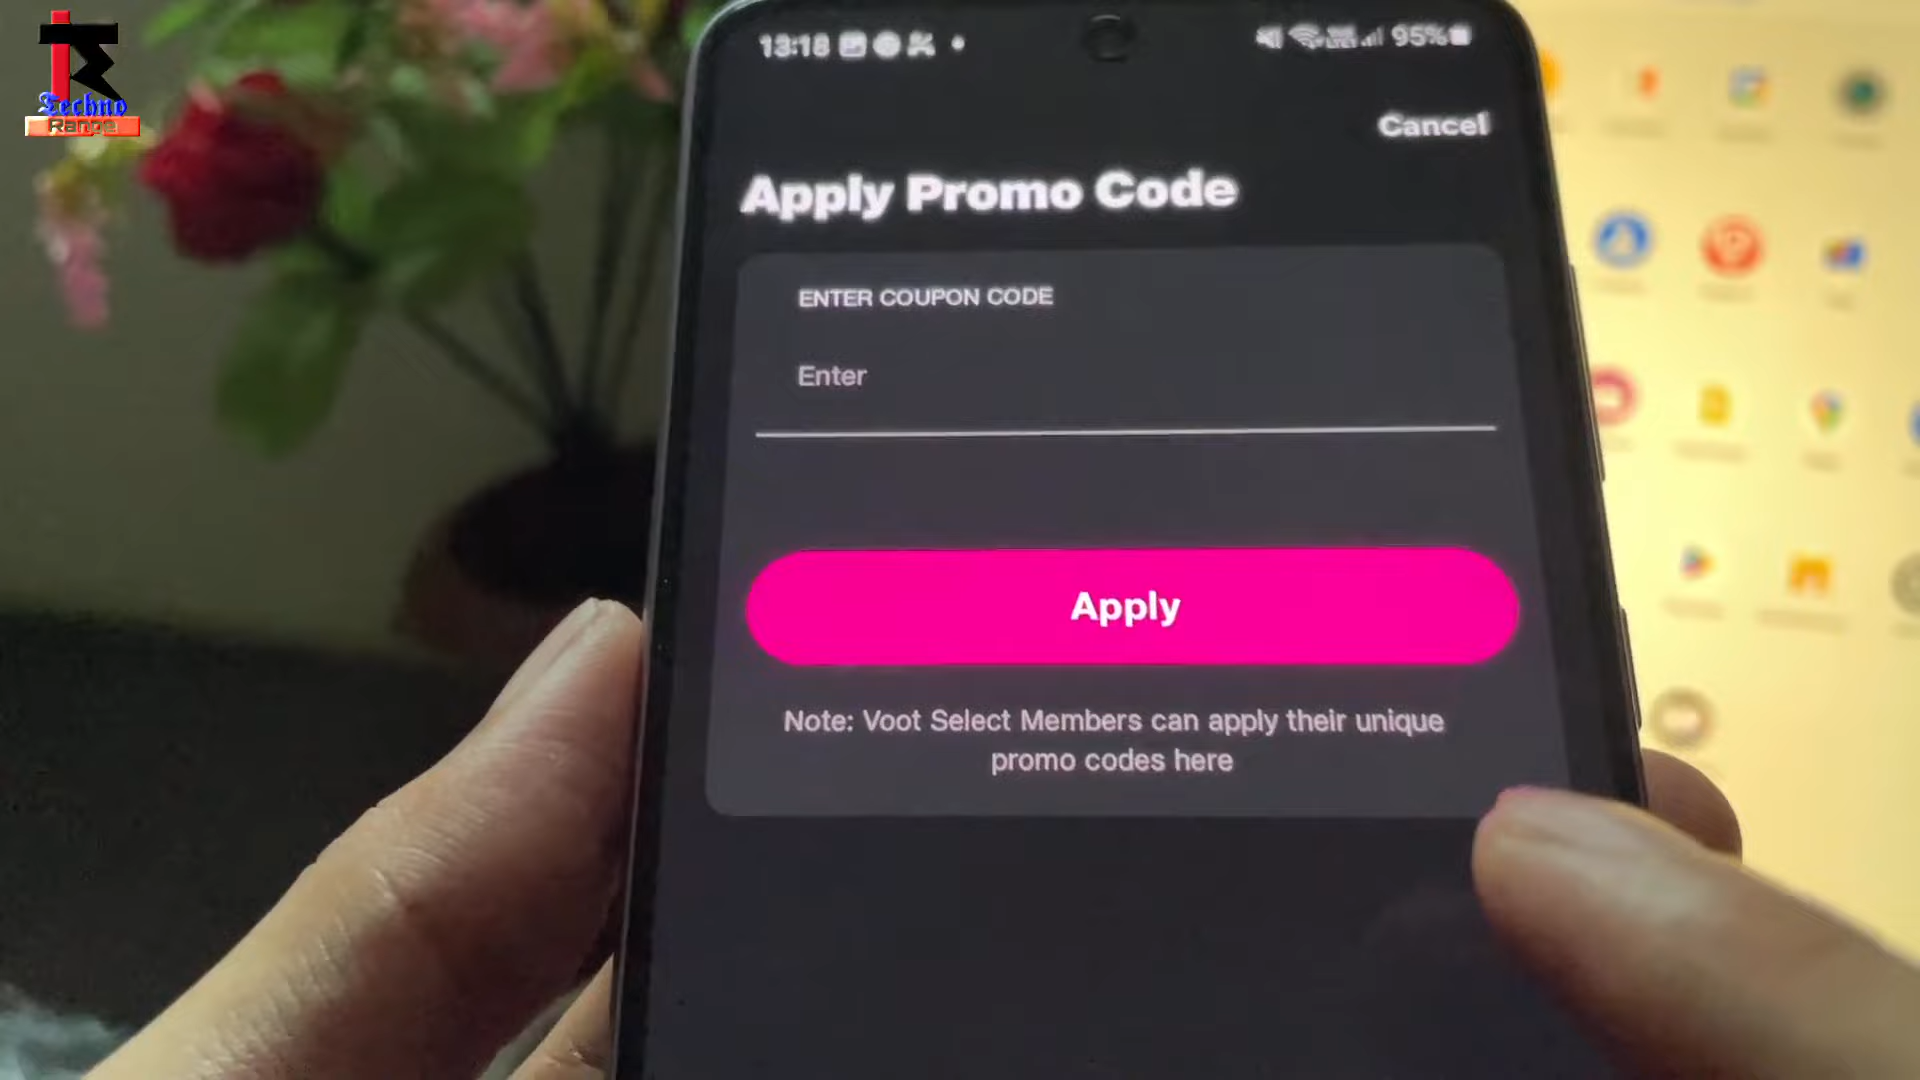 Techno
Range
13:18
95%
Cancel
Apply Promo Code
ENTER COUPON CODE
Enter
Apply
Note: Voot Select Members can apply their unique
promo codes here